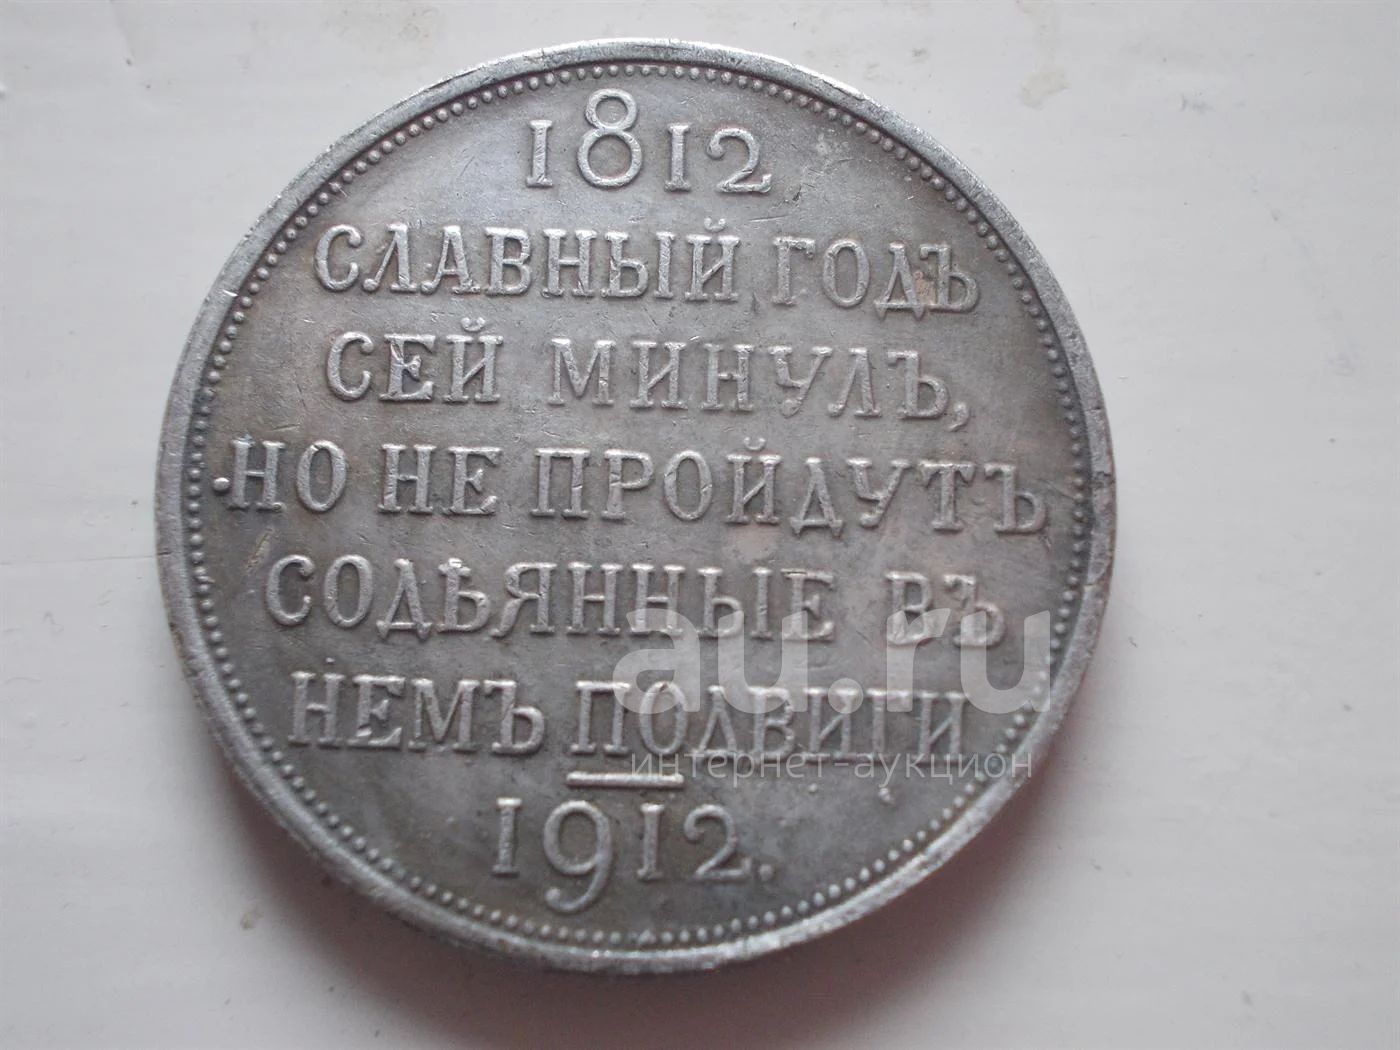 1812
СЛАВНЫЙ ГОДЪ
СЕЙ МИНУЛЪ,
НО НЕ ПРОЙДУТЪ
СОДѢЯННЫЕ ВЪ
НЕМЪ ПОДВИГИ
1912.
au.ru
интернет-аукцион